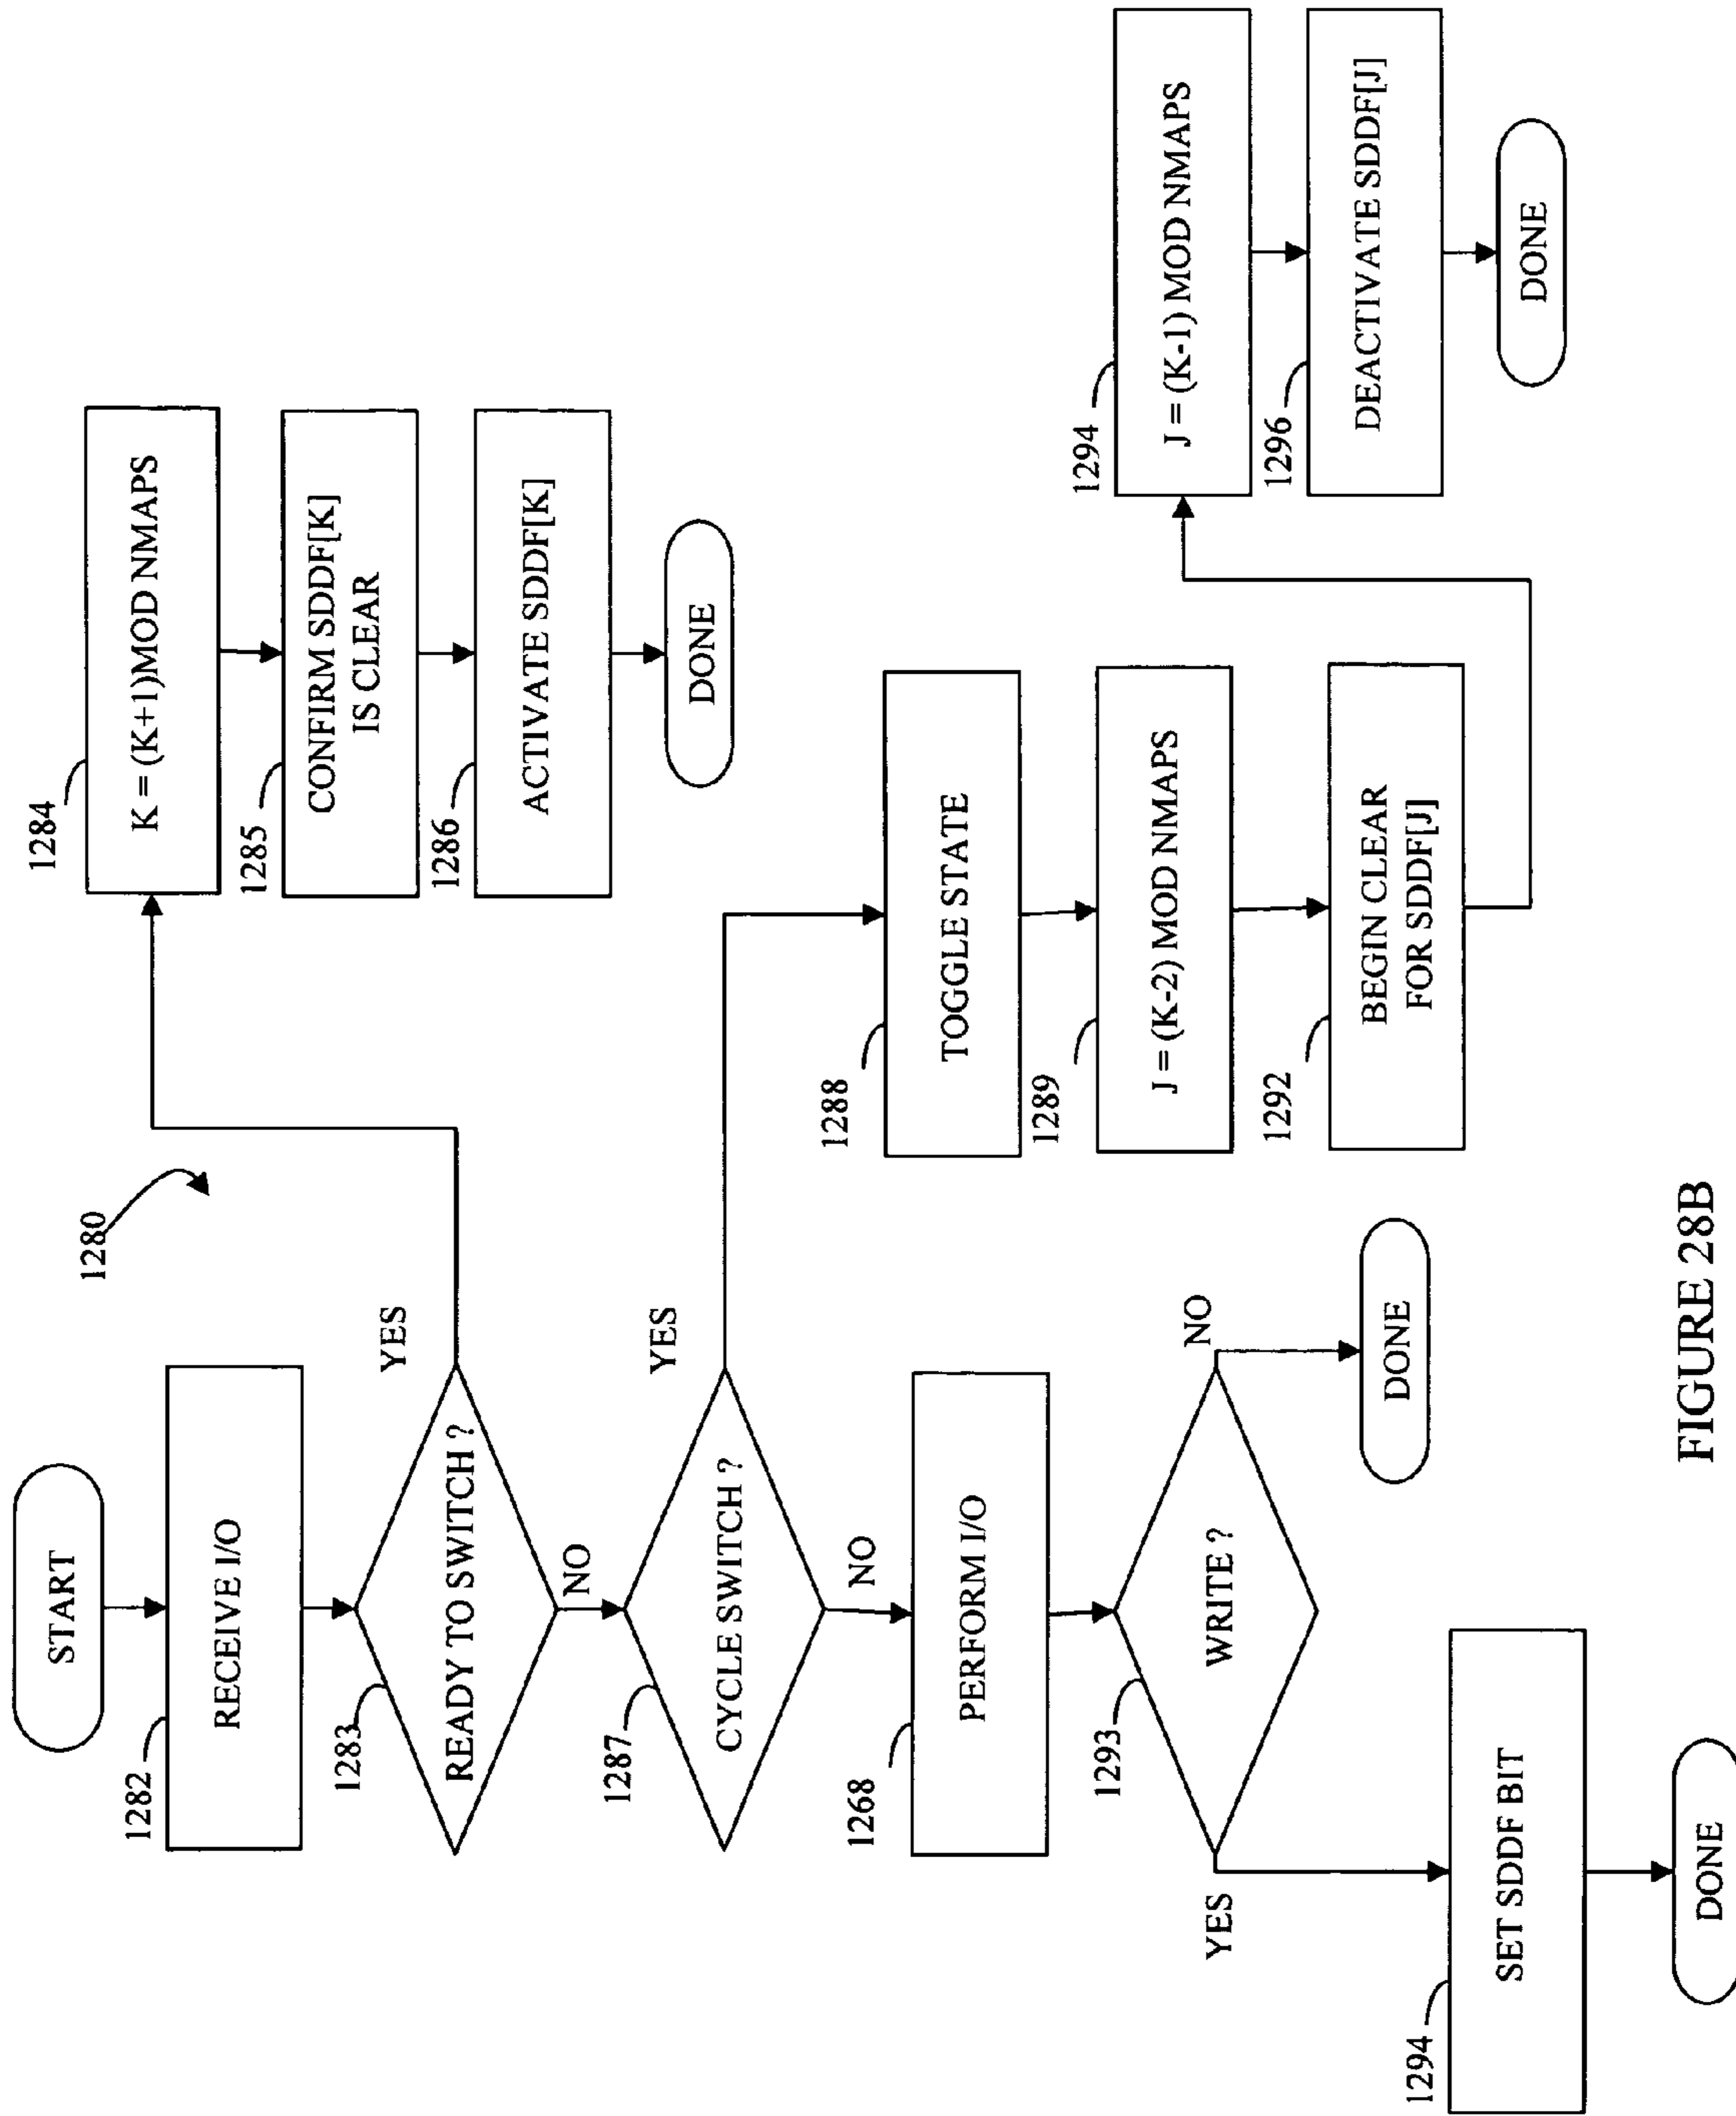 1280
START
1282
RECEIVE I/O
1283
READY TO SWITCH ?
YES
NO
1284
K = (K+1)MOD NMAPS
1285
CONFIRM SDDF[K]
IS CLEAR
1286
ACTIVATE SDDF[K]
DONE
1287
CYCLE SWITCH ?
YES
NO
1288
TOGGLE STATE
1289
J = (K-2) MOD NMAPS
1292
BEGIN CLEAR
FOR SDDF[J]
1294
J = (K-1) MOD NMAPS
1296
DEACTIVATE SDDF[J]
DONE
1268
PERFORM I/O
1293
WRITE ?
NO
DONE
YES
1294
SET SDDF BIT
DONE
FIGURE 28B